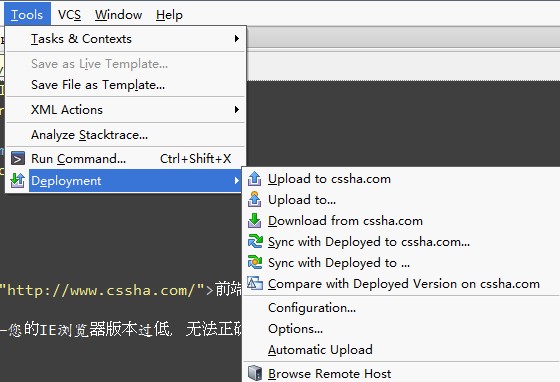 Tools VCS Window Help
Tasks & Contexts
Save as Live Template...
Save File as Template...
XML Actions
Analyze Stacktrace...
Run Command... Ctrl+Shift+X
Deployment
Upload to cssha.com
Upload to...
Download from cssha.com
Sync with Deployed to cssha.com...
Sync with Deployed to ...
Compare with Deployed Version on cssha.com
Configuration...
Options...
Automatic Upload
Browse Remote Host
"http://www.cssha.com/">前端
-您的IE浏览器版本过低, 无法正确